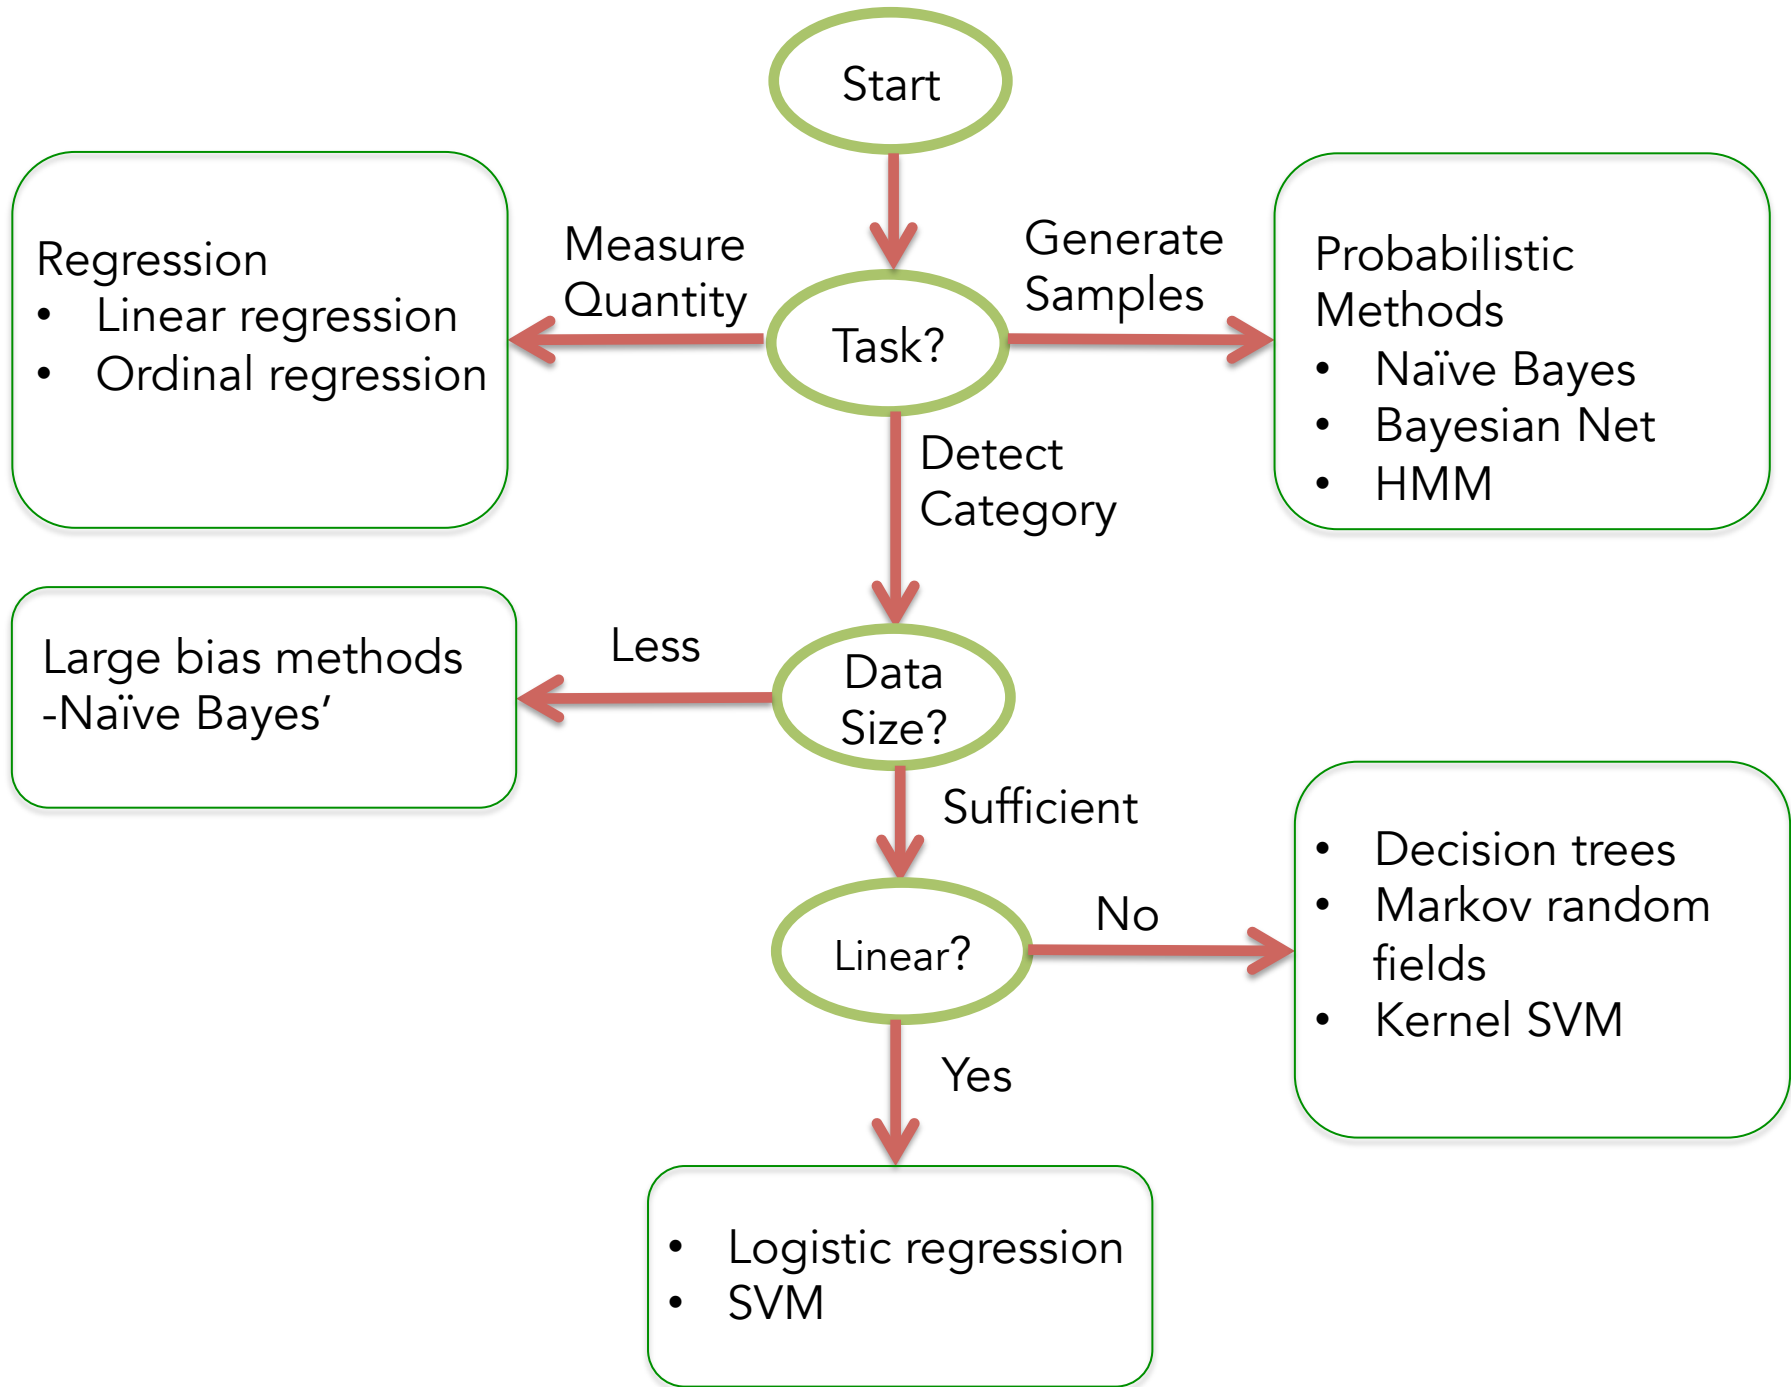 Start
Measure
Quantity
Generate
Samples
Regression
• Linear regression
• Ordinal regression
Task?
Probabilistic
Methods
• Naïve Bayes
• Bayesian Net
• HMM
Detect
Category
Large bias methods
-Naïve Bayes’
Less
Data
Size?
Sufficient
Linear?
No
• Decision trees
• Markov random
fields
• Kernel SVM
Yes
• Logistic regression
• SVM